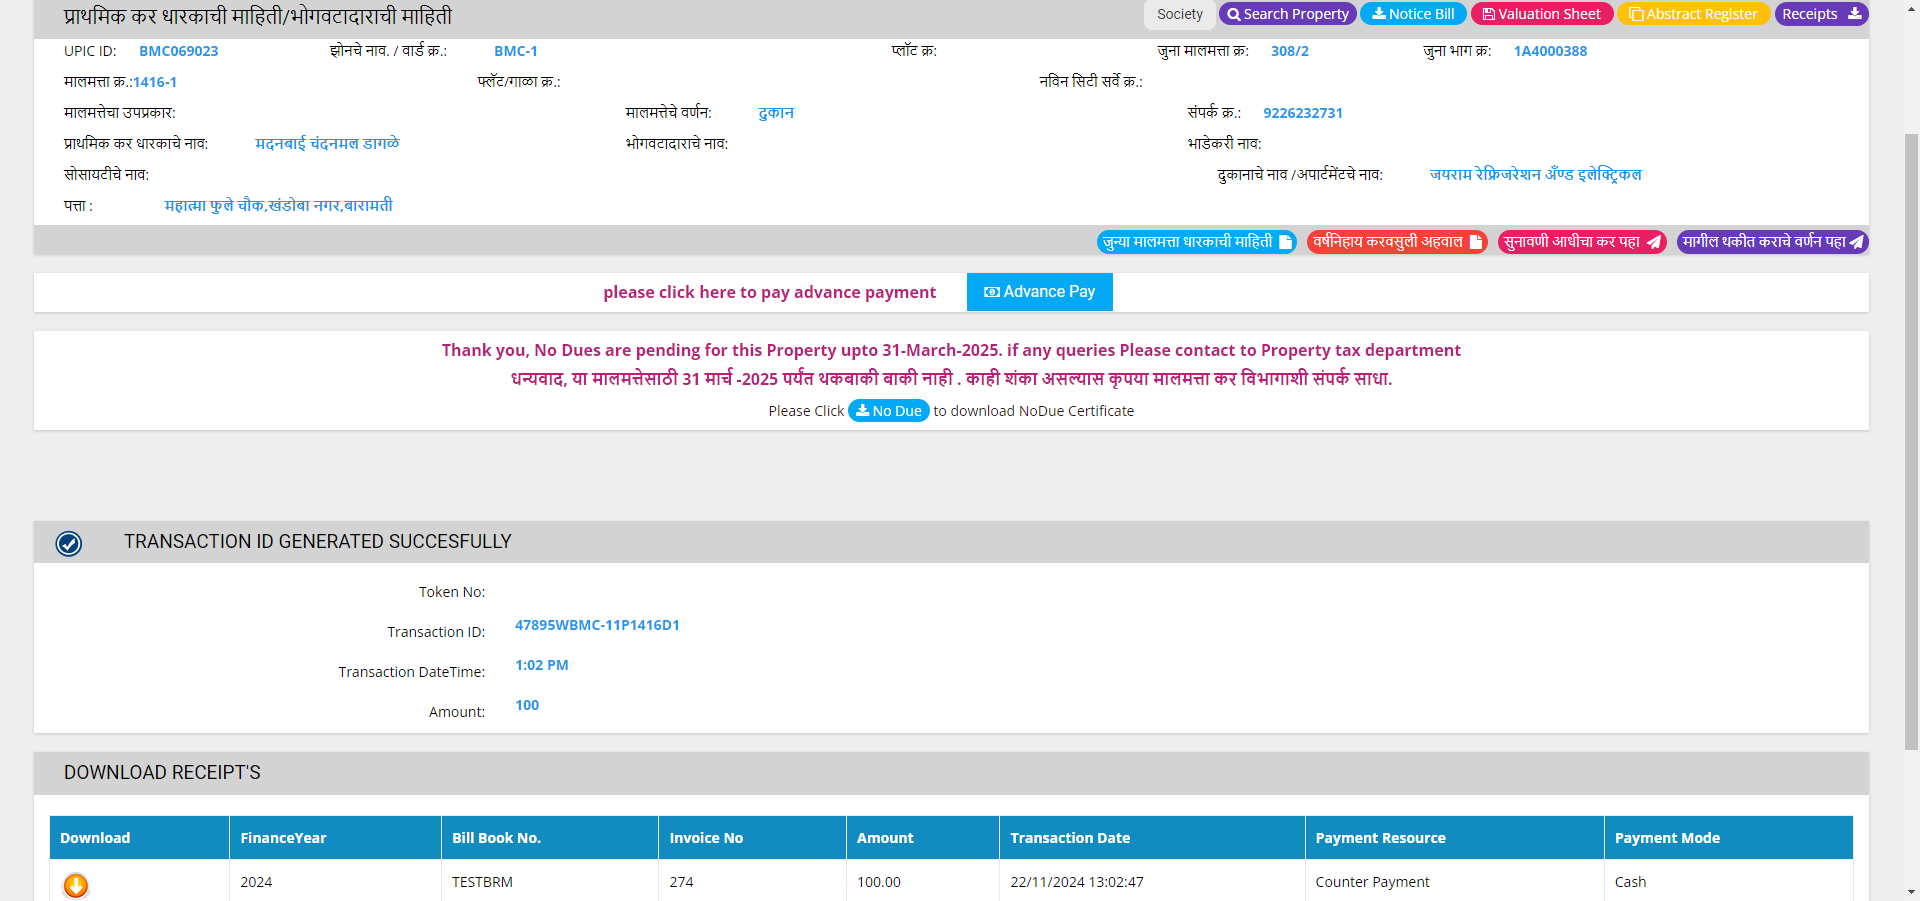 प्राथमिक कर धारकाची माहिती/भोगवटादाराची माहिती Society Search Property Notice Bill Valuation Sheet Abstract Register Receipts
UPIC ID: BMC069023 झोनचे नाव. / वार्ड क्र.: BMC-1 प्लॉट क्र: जुना मालमत्ता क्र: 308/2 जुना भाग क्र: 1A4000388
मालमत्ता क्र.:1416-1 फ्लॅट/गाळा क्र.: नविन सिटी सर्वे क्र.:
मालमत्तेचा उपप्रकार: मालमत्तेचे वर्णन: दुकान संपर्क क्र.: 9226232731
प्राथमिक कर धारकाचे नाव: मदनबाई चंदनमल डागळे भोगवटादाराचे नाव: भाडेकरी नाव:
सोसायटीचे नाव: दुकानाचे नाव /अपार्टमेंटचे नाव: जयराम रेफ्रिजरेशन अँण्ड इलेक्ट्रिकल
पत्ता : महात्मा फुले चौक,खंडोबा नगर,बारामती
जुन्या मालमत्ता धारकाची माहिती वर्षनिहाय करवसुली अहवाल सुनावणी आधीचा कर पहा मागील थकीत कराचे वर्णन पहा
please click here to pay advance payment Advance Pay
Thank you, No Dues are pending for this Property upto 31-March-2025. if any queries Please contact to Property tax department
धन्यवाद, या मालमत्तेसाठी 31 मार्च -2025 पर्यंत थकबाकी बाकी नाही . काही शंका असल्यास कृपया मालमत्ता कर विभागाशी संपर्क साधा.
Please Click No Due to download NoDue Certificate
TRANSACTION ID GENERATED SUCCESFULLY
Token No:
Transaction ID: 47895WBMC-11P1416D1
Transaction DateTime: 1:02 PM
Amount: 100
DOWNLOAD RECEIPT'S
Download FinanceYear Bill Book No. Invoice No Amount Transaction Date Payment Resource Payment Mode
2024 TESTBRM 274 100.00 22/11/2024 13:02:47 Counter Payment Cash